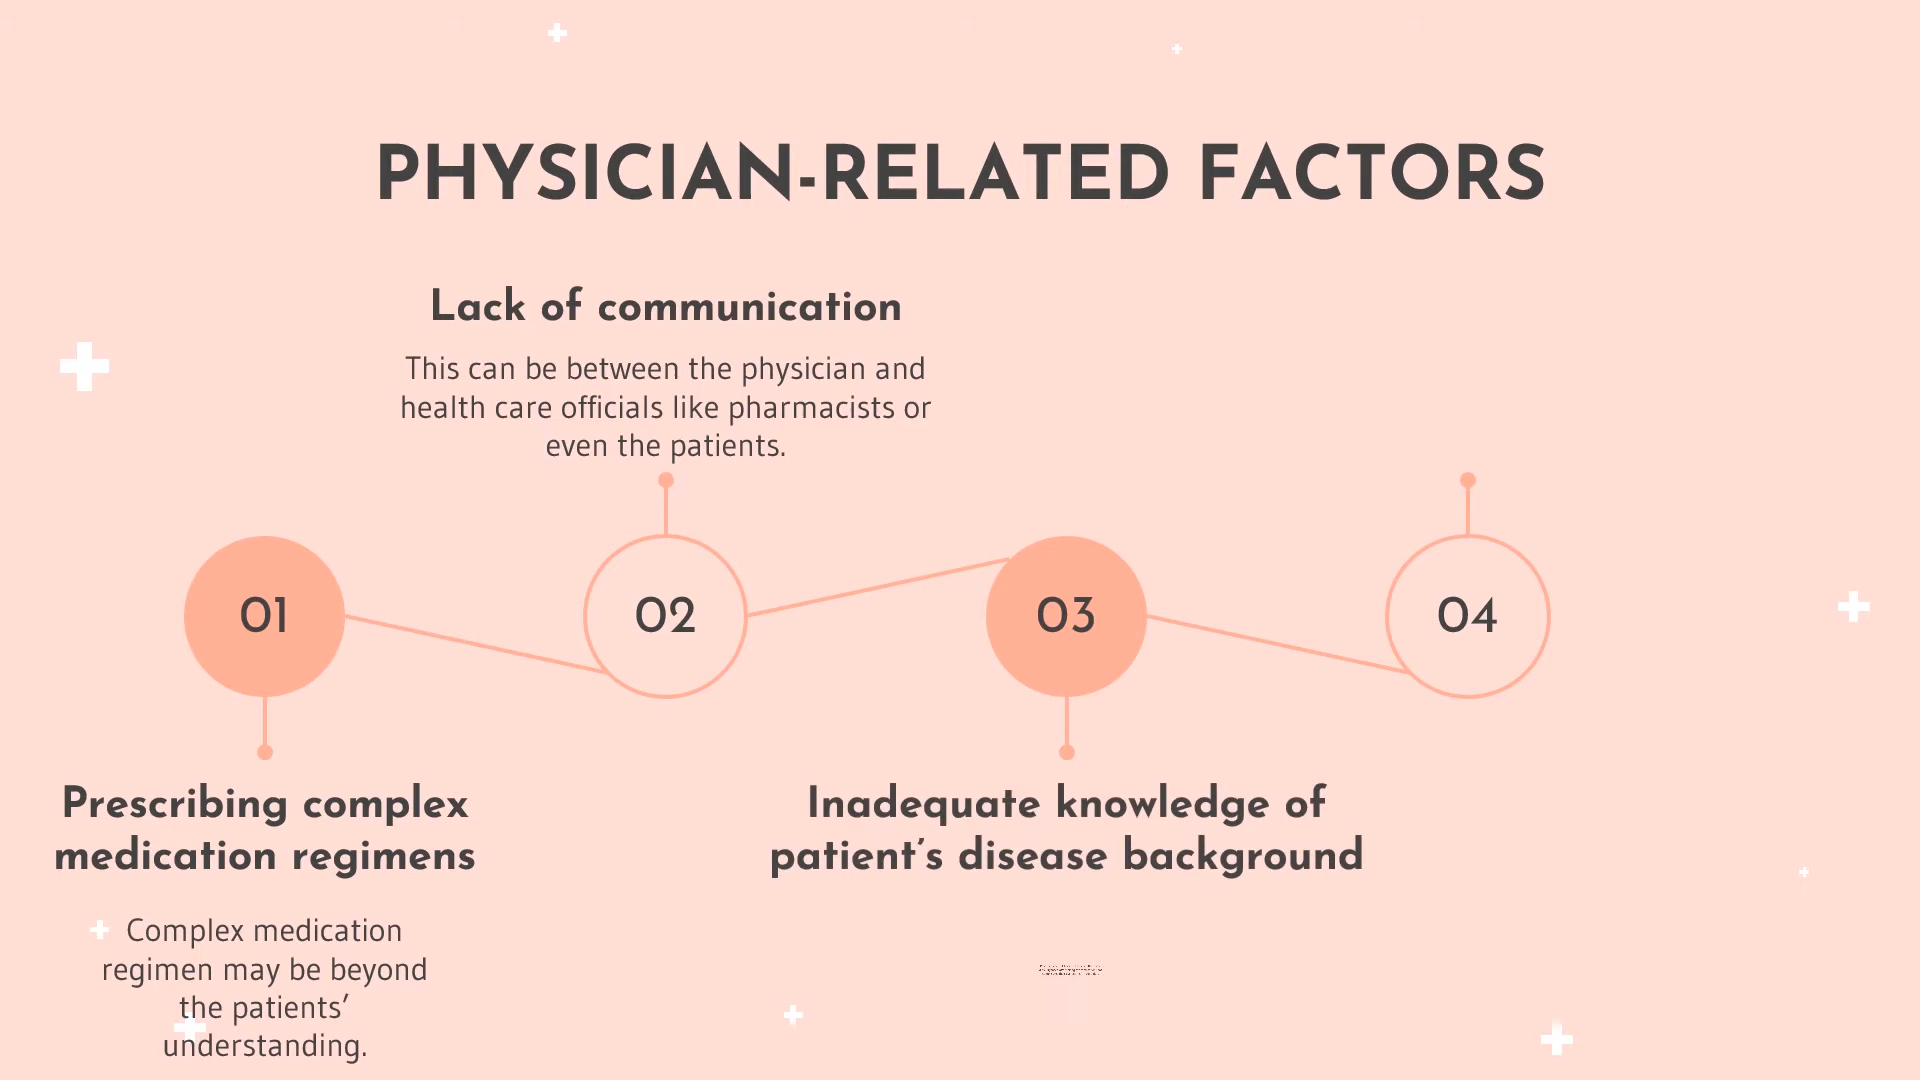 PHYSICIAN-RELATED FACTORS
Lack of communication
This can be between the physician and
health care officials like pharmacists or
even the patients.
01
02
03
04
Prescribing complex
medication regimens
Complex medication
regimen may be beyond
the patients’
understanding.
Inadequate knowledge of
patient’s disease background